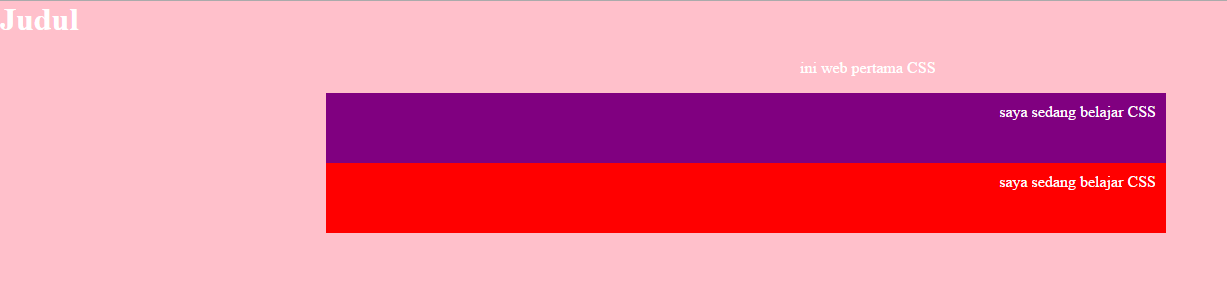 Judul
ini web pertama CSS
saya sedang belajar CSS
saya sedang belajar CSS